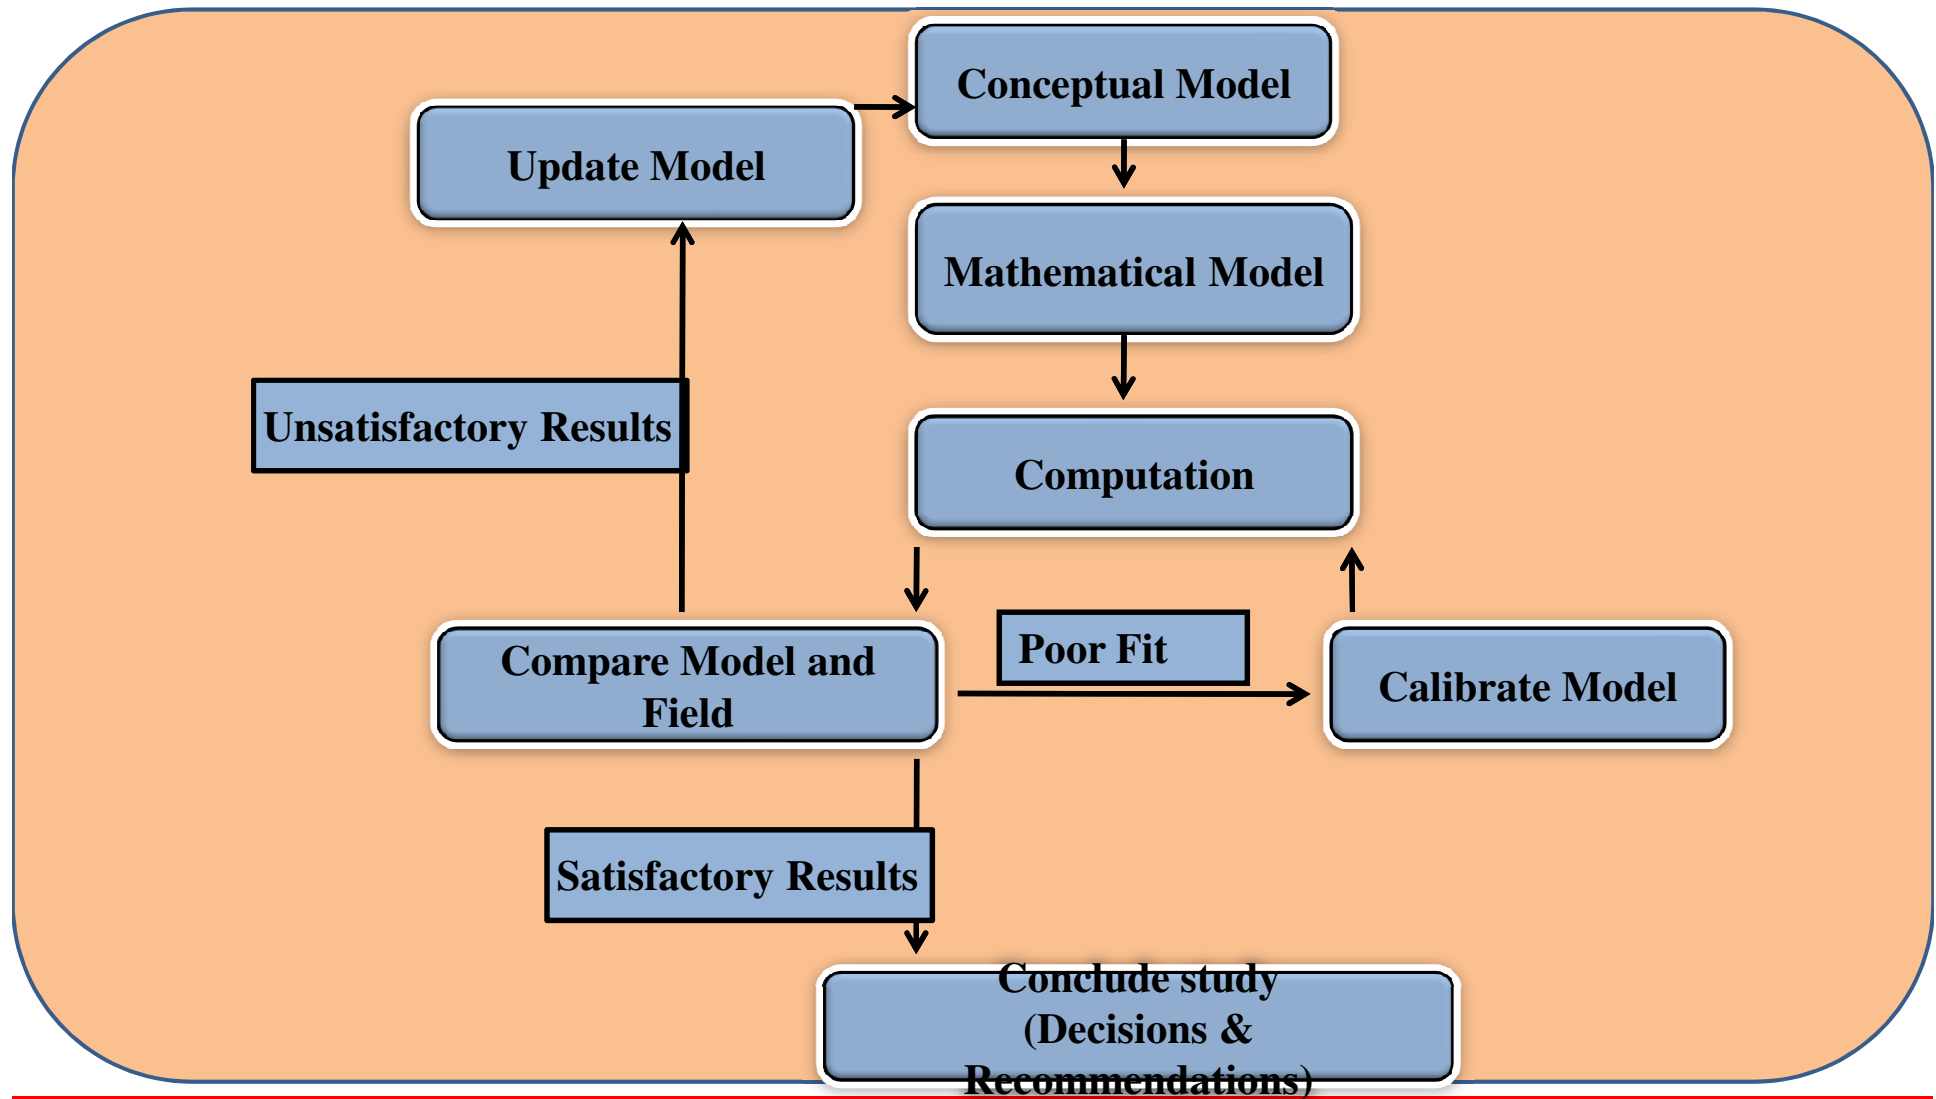 Conceptual Model
Update Model
Mathematical Model
Unsatisfactory Results
Computation
Compare Model and
Field
Poor Fit
Calibrate Model
Satisfactory Results
Conclude study
(Decisions &
Recommendations)